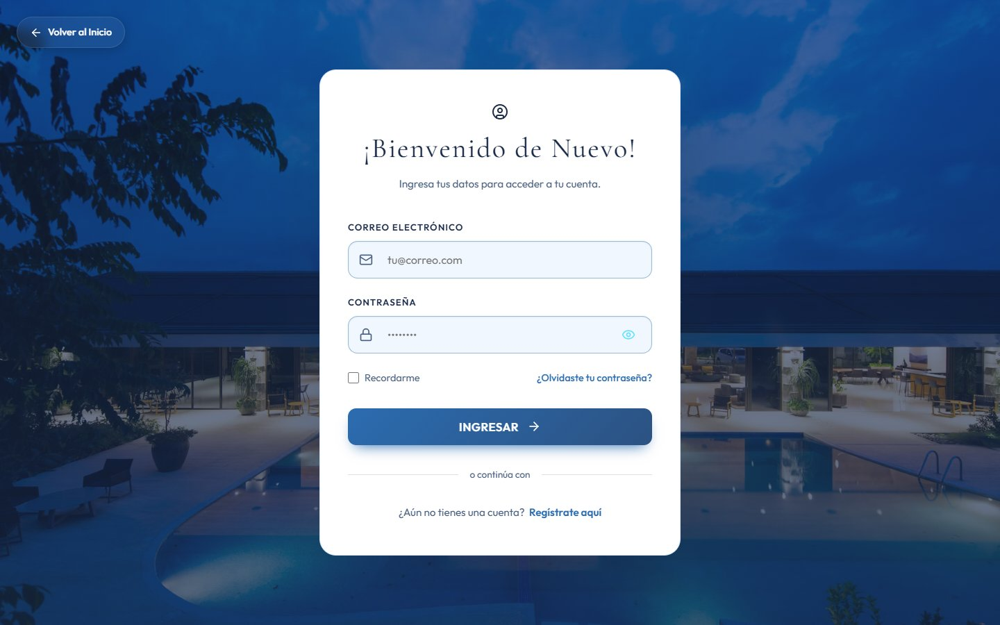 Volver al Inicio
¡Bienvenido de Nuevo!
Ingresa tus datos para acceder a tu cuenta.
CORREO ELECTRÓNICO
tu@correo.com
CONTRASEÑA
••••••••
Recordarme
¿Olvidaste tu contraseña?
INGRESAR
o continúa con
¿Aún no tienes una cuenta? Regístrate aquí